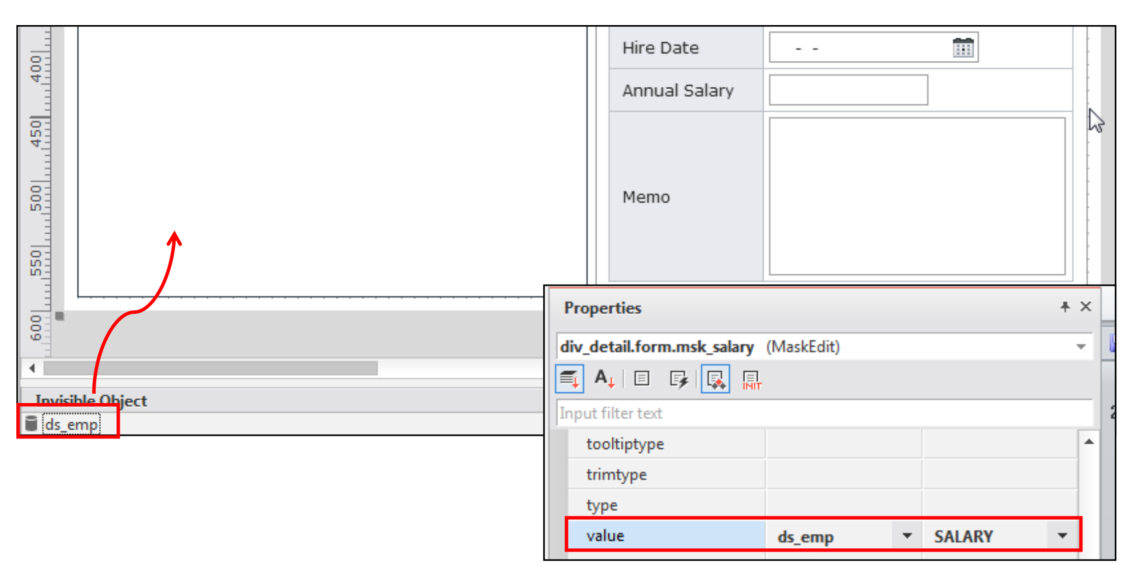 400
450
500
550
600
Hire Date - -
Annual Salary
Memo
Invisible Object
ds_emp
Properties
div_detail.form.msk_salary (MaskEdit)
A INIT
Input filter text
tooltiptype
trimtype
type
value ds_emp SALARY